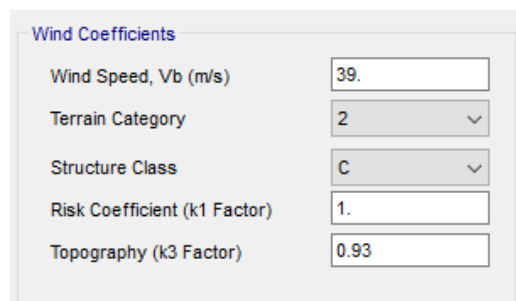 Wind Coefficients
Wind Speed, Vb (m/s) 39.
Terrain Category 2
Structure Class C
Risk Coefficient (k1 Factor) 1.
Topography (k3 Factor) 0.93